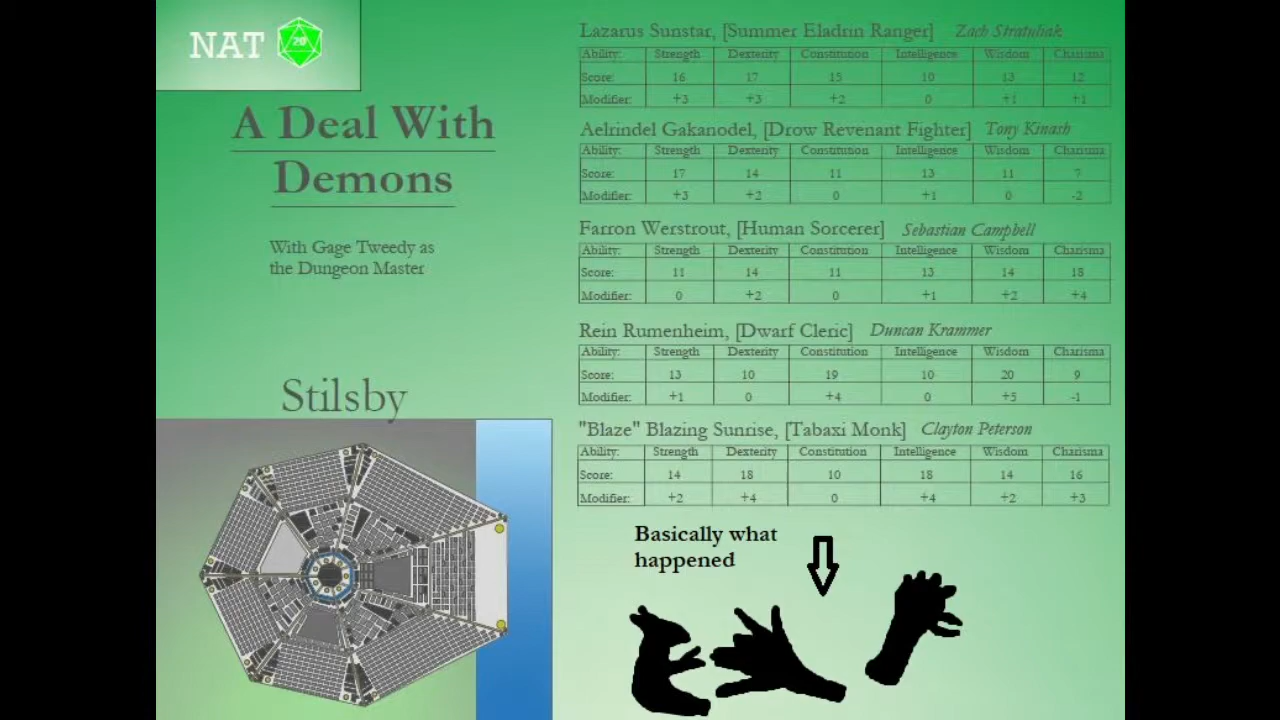 NAT 20
A Deal With
Demons
With Gage Tweedy as
the Dungeon Master
Stilsby
Lazarus Sunstar, [Summer Eladrin Ranger] Zach Stratuliak
Ability: Strength Dexterity Constitution Intelligence Wisdom Charisma
Score: 16 17 15 10 13 12
Modifier: +3 +3 +2 0 +1 +1
Aelrindel Gakanodel, [Drow Revenant Fighter] Tony Kinash
Ability: Strength Dexterity Constitution Intelligence Wisdom Charisma
Score: 17 14 11 13 11 7
Modifier: +3 +2 0 +1 0 -2
Farron Werstrout, [Human Sorcerer] Sebastian Campbell
Ability: Strength Dexterity Constitution Intelligence Wisdom Charisma
Score: 11 14 11 13 14 18
Modifier: 0 +2 0 +1 +2 +4
Rein Rumenheim, [Dwarf Cleric] Duncan Krammer
Ability: Strength Dexterity Constitution Intelligence Wisdom Charisma
Score: 13 10 19 10 20 9
Modifier: +1 0 +4 0 +5 -1
"Blaze" Blazing Sunrise, [Tabaxi Monk] Clayton Peterson
Ability: Strength Dexterity Constitution Intelligence Wisdom Charisma
Score: 14 18 10 18 14 16
Modifier: +2 +4 0 +4 +2 +3
Basically what
happened